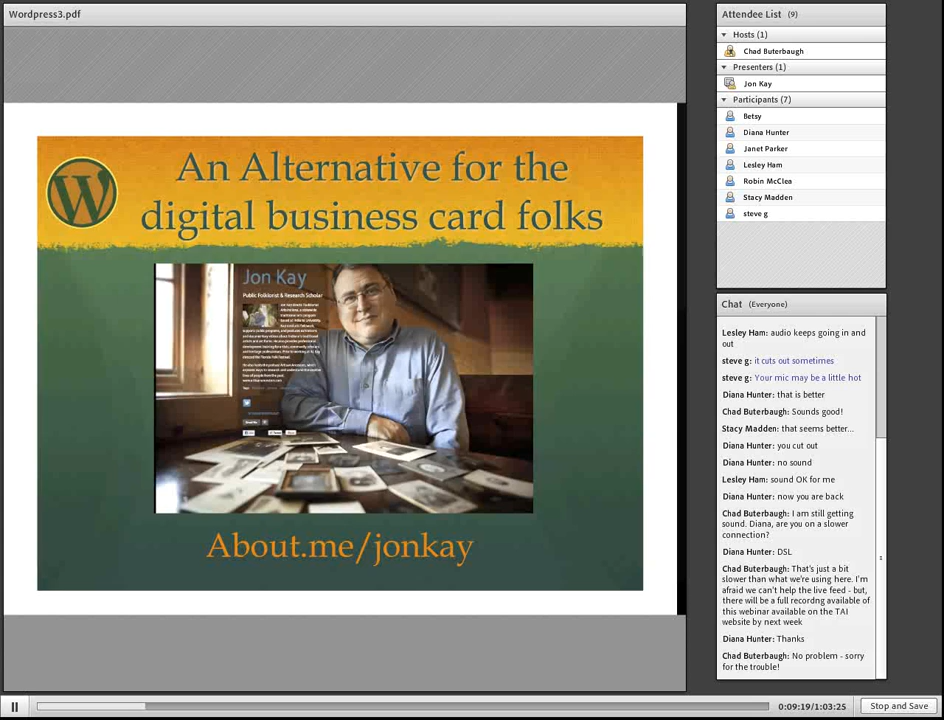 Wordpress3.pdf
An Alternative for the
digital business card folks
Jon Kay
Public Folklorist & Research Scholar
About.me/jonkay
Attendee List (9)
Hosts (1)
Chad Buterbaugh
Presenters (1)
Jon Kay
Participants (7)
Betsy
Diana Hunter
Janet Parker
Lesley Ham
Robin McClea
Stacy Madden
steve g
Chat (Everyone)
Lesley Ham: audio keeps going in and
out
steve g: it cuts out sometimes
steve g: Your mic may be a little hot
Diana Hunter: that is better
Chad Buterbaugh: Sounds good!
Stacy Madden: that seems better...
Diana Hunter: you cut out
Diana Hunter: no sound
Lesley Ham: sound OK for me
Diana Hunter: now you are back
Chad Buterbaugh: I am still getting
sound. Diana, are you on a slower
connection?
Diana Hunter: DSL
Chad Buterbaugh: That's just a bit
slower than what we're using here. I'm
afraid we can't help the live feed - but,
there will be a full recordng available of
this webinar available on the TAI
website by next week
Diana Hunter: Thanks
Chad Buterbaugh: No problem - sorry
for the trouble!
0:09:19/1:03:25
Stop and Save